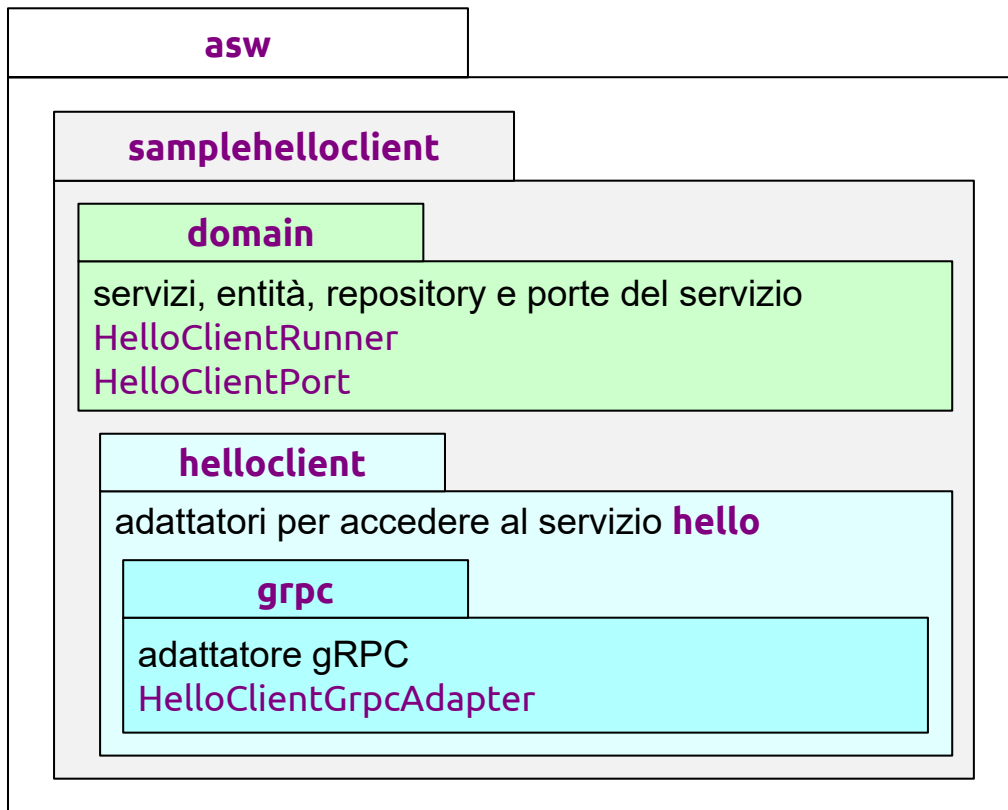 asw
samplehelloclient
domain
servizi, entità, repository e porte del servizio
HelloClientRunner
HelloClientPort
helloclient
adattatori per accedere al servizio hello
grpc
adattatore gRPC
HelloClientGrpcAdapter